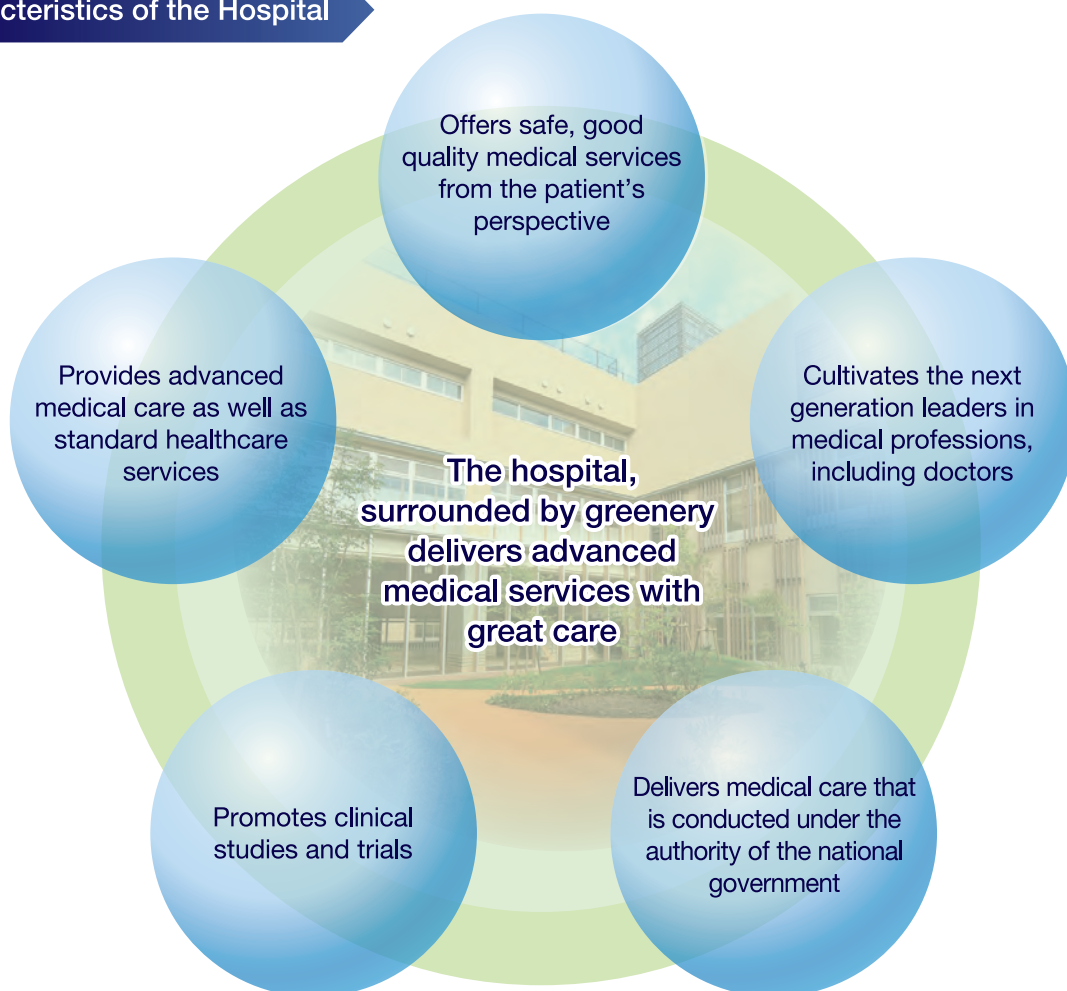 cteristics of the Hospital
Offers safe, good
quality medical services
from the patient's
perspective
Provides advanced
medical care as well as
standard healthcare
services
Cultivates the next
generation leaders in
medical professions,
including doctors
The hospital,
surrounded by greenery
delivers advanced
medical services with
great care
Promotes clinical
studies and trials
Delivers medical care that
is conducted under the
authority of the national
government